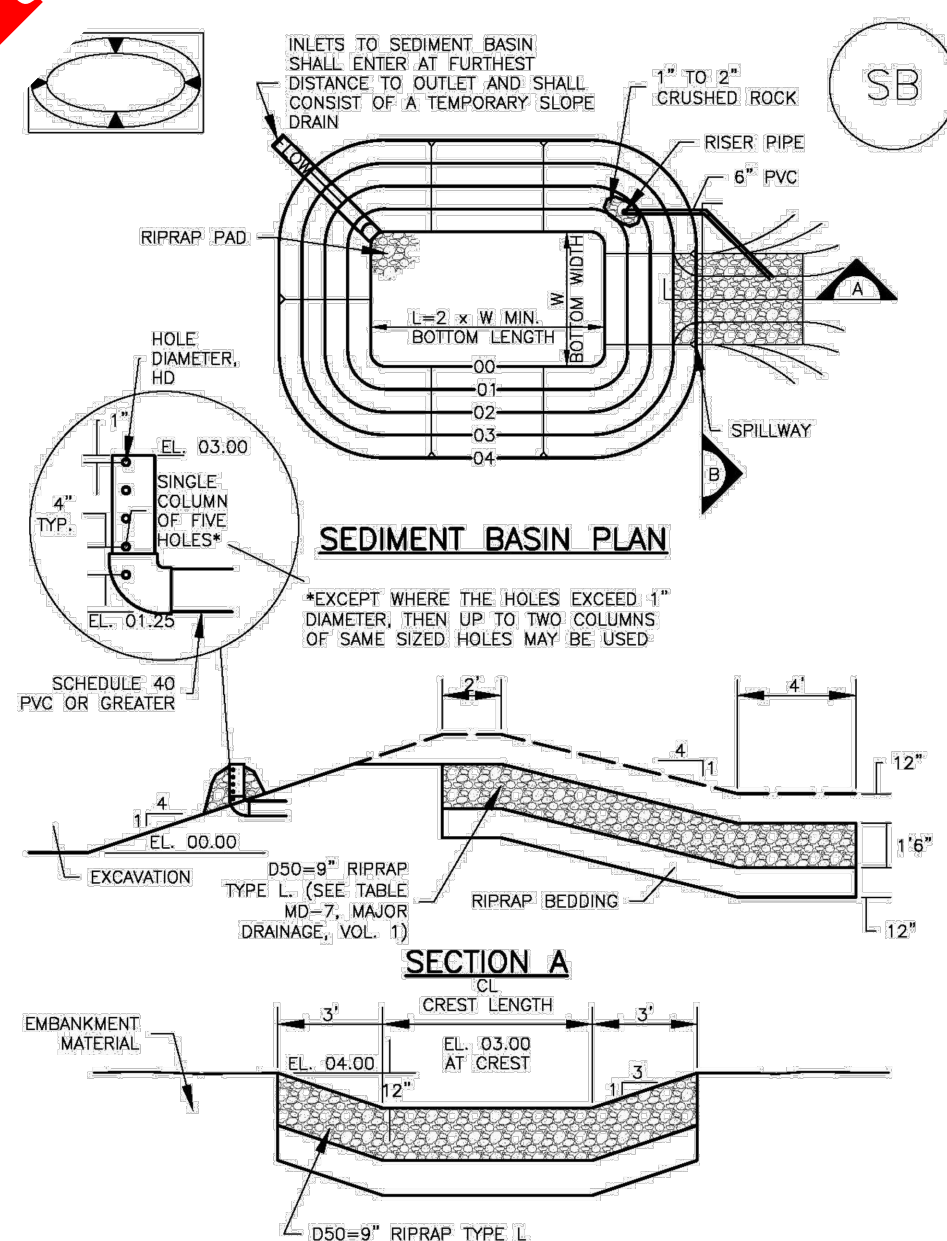 INLETS TO SEDIMENT BASIN
SHALL ENTER AT FURTHEST
DISTANCE TO OUTLET AND SHALL
CONSIST OF A TEMPORARY SLOPE
DRAIN
1" TO 2"
CRUSHED ROCK
SB
RISER PIPE
6" PVC
FLOW
RIPRAP PAD
W
BOTTOM WIDTH
L=2 x W MIN.
BOTTOM LENGTH
A
00
01
02
03
04
SPILLWAY
B
HOLE
DIAMETER,
HD
1"
EL. 03.00
4"
TYP.
SINGLE
COLUMN
OF FIVE
HOLES*
EL. 01.25
SCHEDULE 40
PVC OR GREATER
SEDIMENT BASIN PLAN
*EXCEPT WHERE THE HOLES EXCEED 1"
DIAMETER, THEN UP TO TWO COLUMNS
OF SAME SIZED HOLES MAY BE USED
2'
4'
4
1
12"
4
1
EL. 00.00
EXCAVATION
1'6"
D50=9" RIPRAP
TYPE L. (SEE TABLE
MD-7, MAJOR
DRAINAGE, VOL. 1)
RIPRAP BEDDING
12"
SECTION A
CL
CREST LENGTH
3'
3'
EMBANKMENT
MATERIAL
EL. 04.00
EL. 03.00
AT CREST
12"
3
1
D50=9" RIPRAP TYPE L